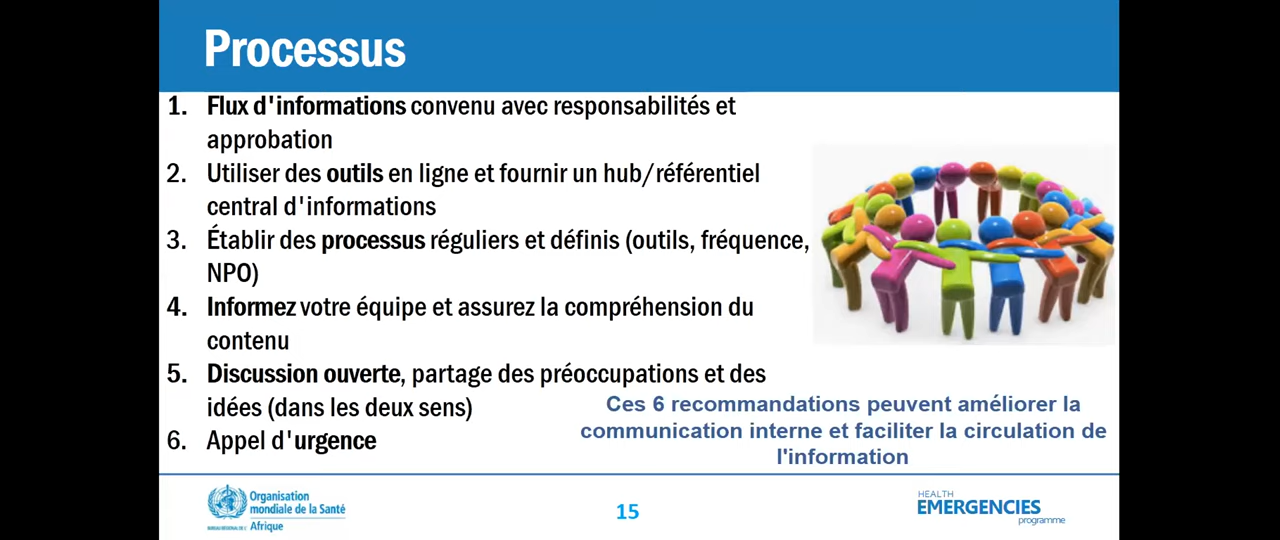 Processus
1. Flux d'informations convenu avec responsabilités et
approbation
2. Utiliser des outils en ligne et fournir un hub/référentiel
central d'informations
3. Établir des processus réguliers et définis (outils, fréquence,
NPO)
4. Informez votre équipe et assurez la compréhension du
contenu
5. Discussion ouverte, partage des préoccupations et des
idées (dans les deux sens)
6. Appel d'urgence
Ces 6 recommandations peuvent améliorer la
communication interne et faciliter la circulation de
l'information
Organisation
mondiale de la Santé
BUREAU RÉGIONAL DE L' Afrique
15
HEALTH
EMERGENCIES
programme